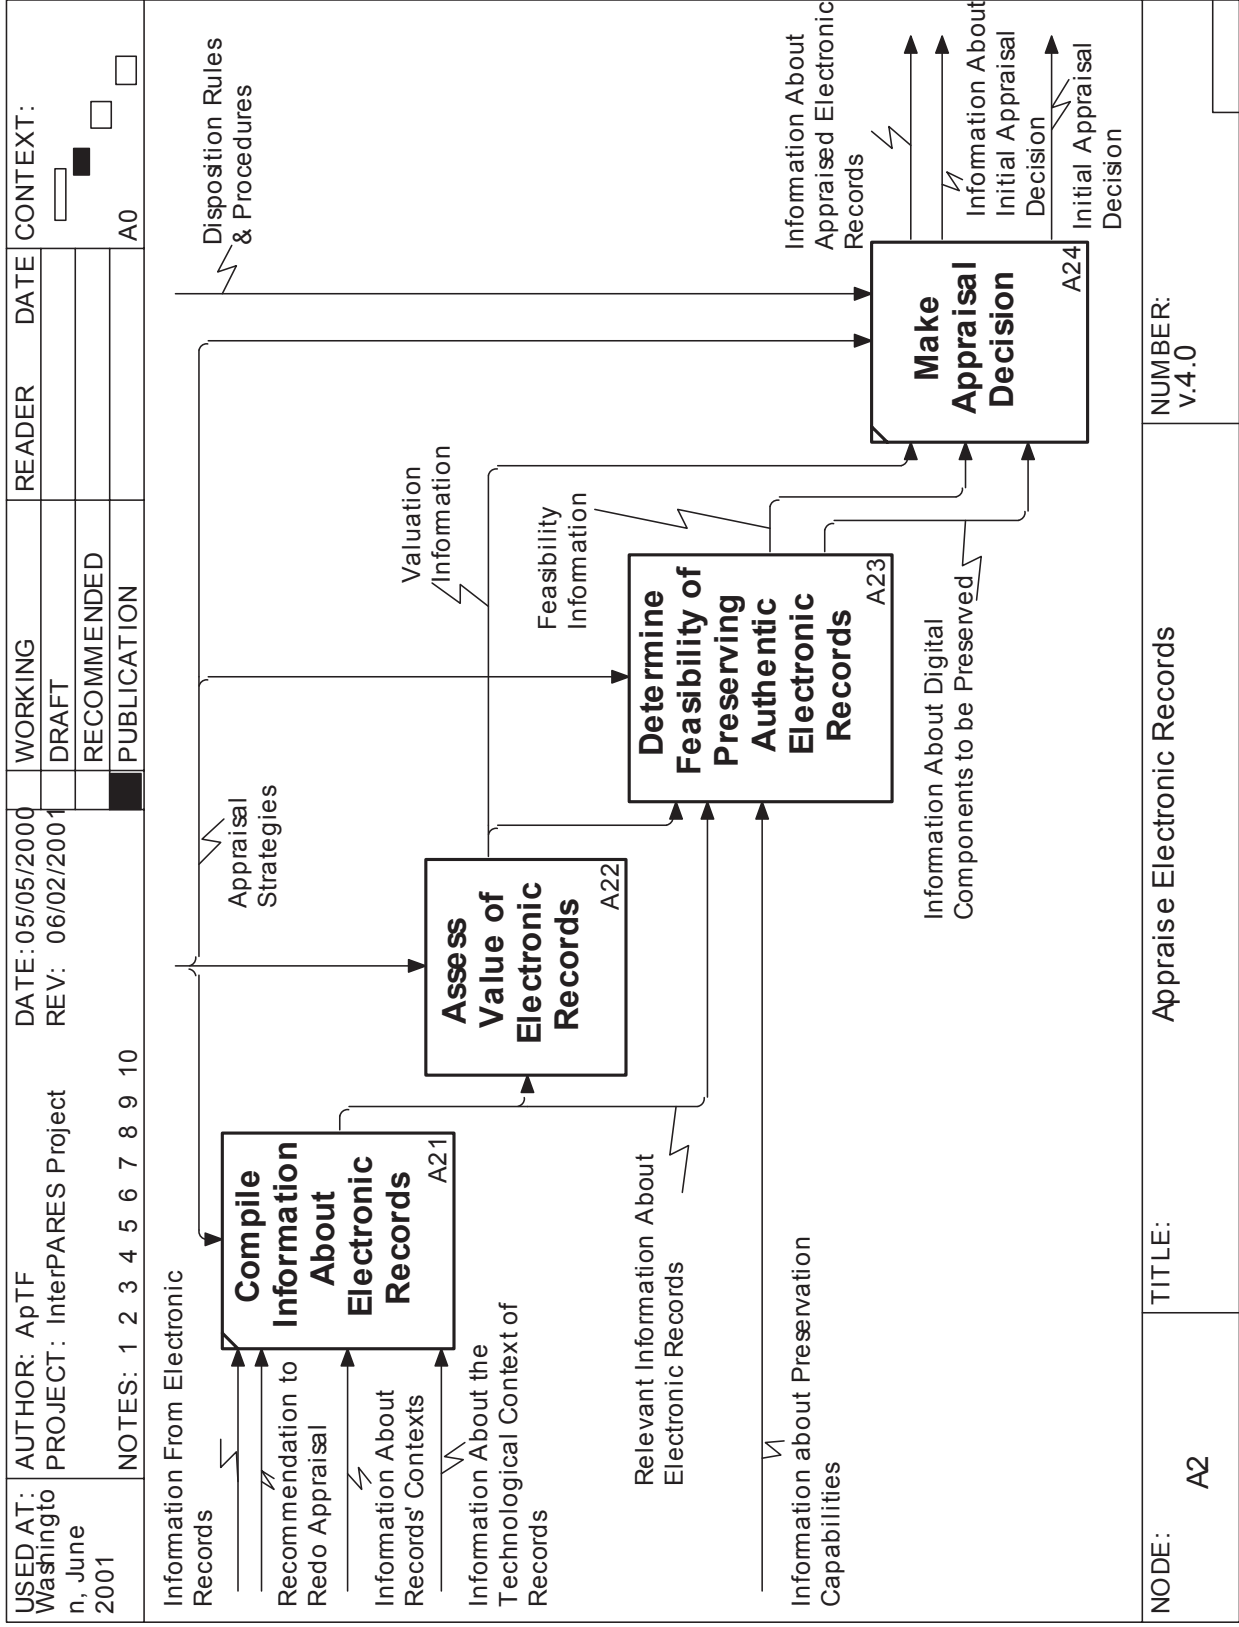 USED AT:
Washingto
n, June
2001
AUTHOR: ApTF
PROJECT: InterPARES Project
NOTES: 1 2 3 4 5 6 7 8 9 10
DATE: 05/05/2000
REV: 06/02/2001
WORKING
DRAFT
RECOMMENDED
PUBLICATION
READER DATE
CONTEXT:
A0
Information From Electronic
Records
Recommendation to
Redo Appraisal
Information About
Records' Contexts
Information About the
Technological Context of
Records
Compile
Information
About
Electronic
Records
A21
Appraisal
Strategies
Disposition Rules
& Procedures
Assess
Value of
Electronic
Records
A22
Valuation
Information
Relevant Information About
Electronic Records
Information about Preservation
Capabilities
Determine
Feasibility of
Preserving
Authentic
Electronic
Records
A23
Feasibility
Information
Information About Digital
Components to be Preserved
Make
Appraisal
Decision
A24
Information About
Appraised Electronic
Records
Information About
Initial Appraisal
Decision
Initial Appraisal
Decision
NODE:
A2
TITLE:
Appraise Electronic Records
NUMBER:
v.4.0